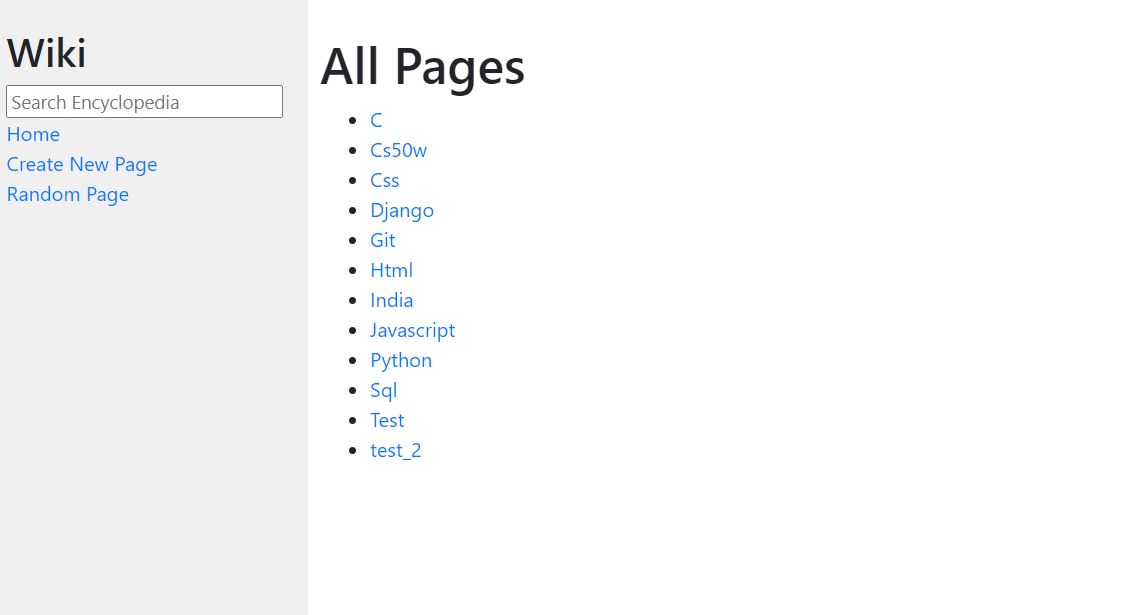 Wiki
Search Encyclopedia
Home
Create New Page
Random Page
All Pages
C
Cs50w
Css
Django
Git
Html
India
Javascript
Python
Sql
Test
test_2